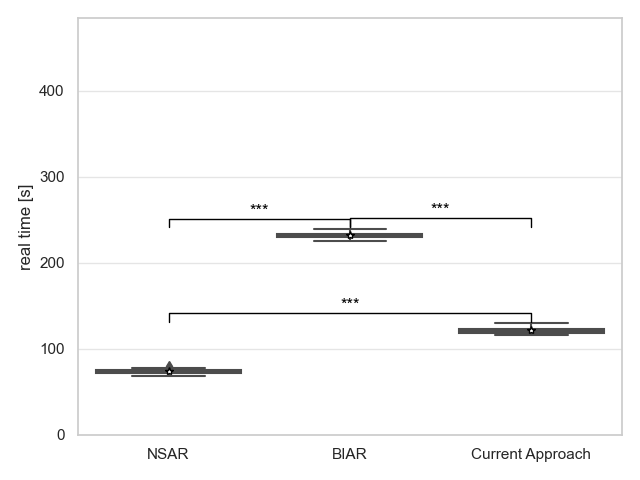 real time [s]
400
300
200
100
0
***
***
***
NSAR
BIAR
Current Approach